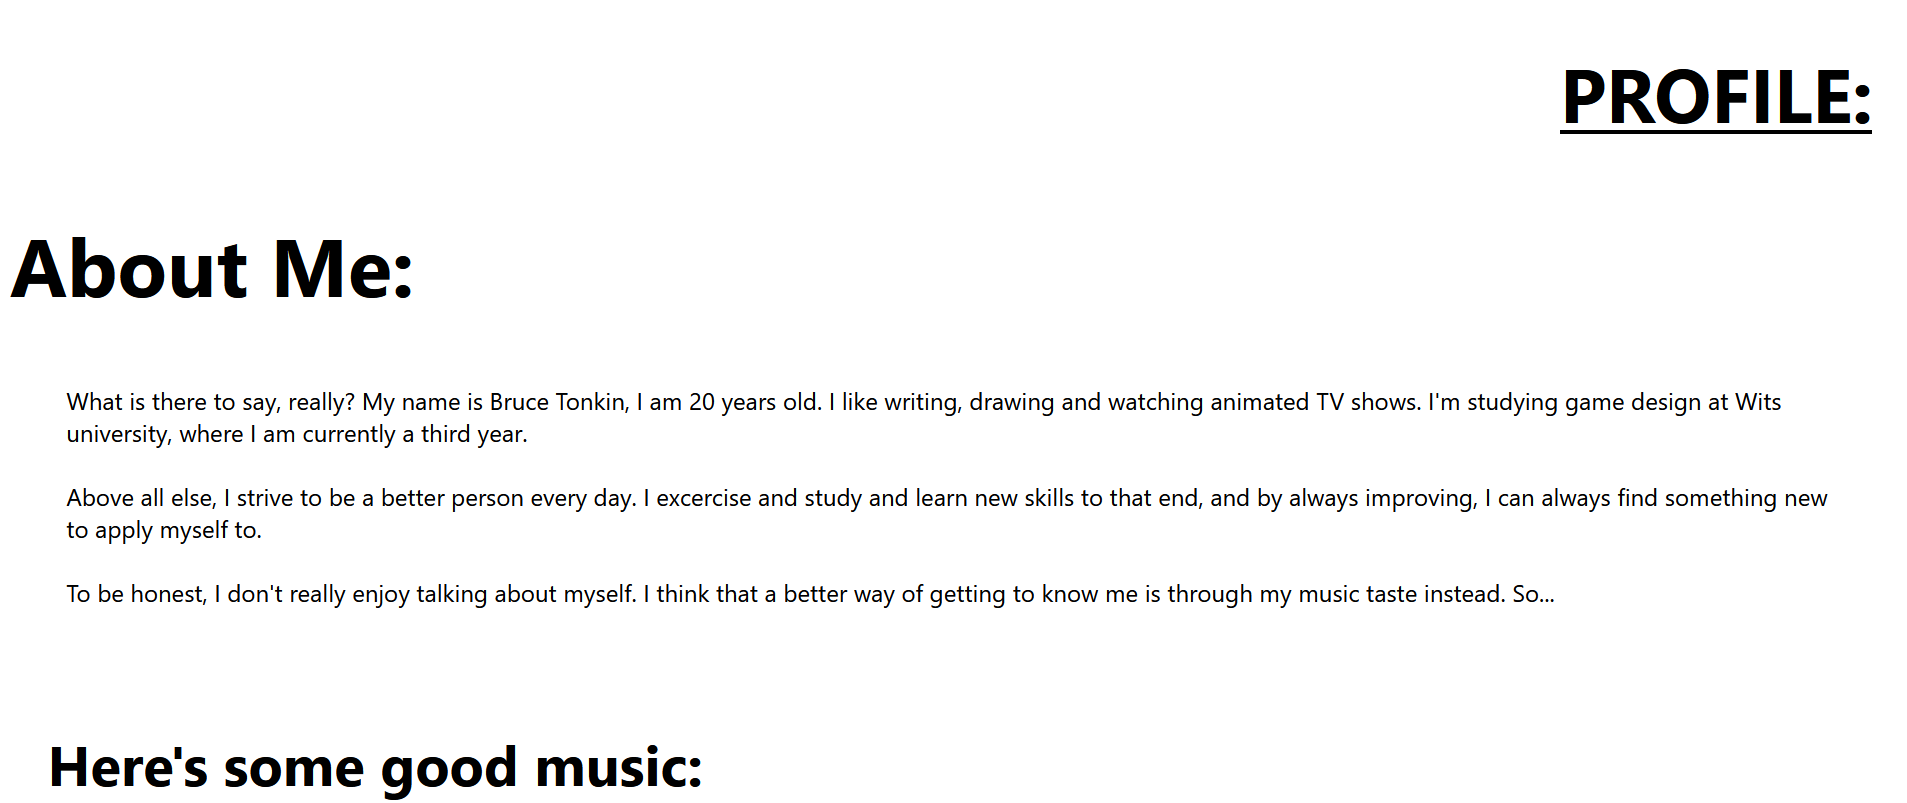 PROFILE:
About Me:
What is there to say, really? My name is Bruce Tonkin, I am 20 years old. I like writing, drawing and watching animated TV shows. I'm studying game design at Wits
university, where I am currently a third year.
Above all else, I strive to be a better person every day. I excercise and study and learn new skills to that end, and by always improving, I can always find something new
to apply myself to.
To be honest, I don't really enjoy talking about myself. I think that a better way of getting to know me is through my music taste instead. So...
Here's some good music: